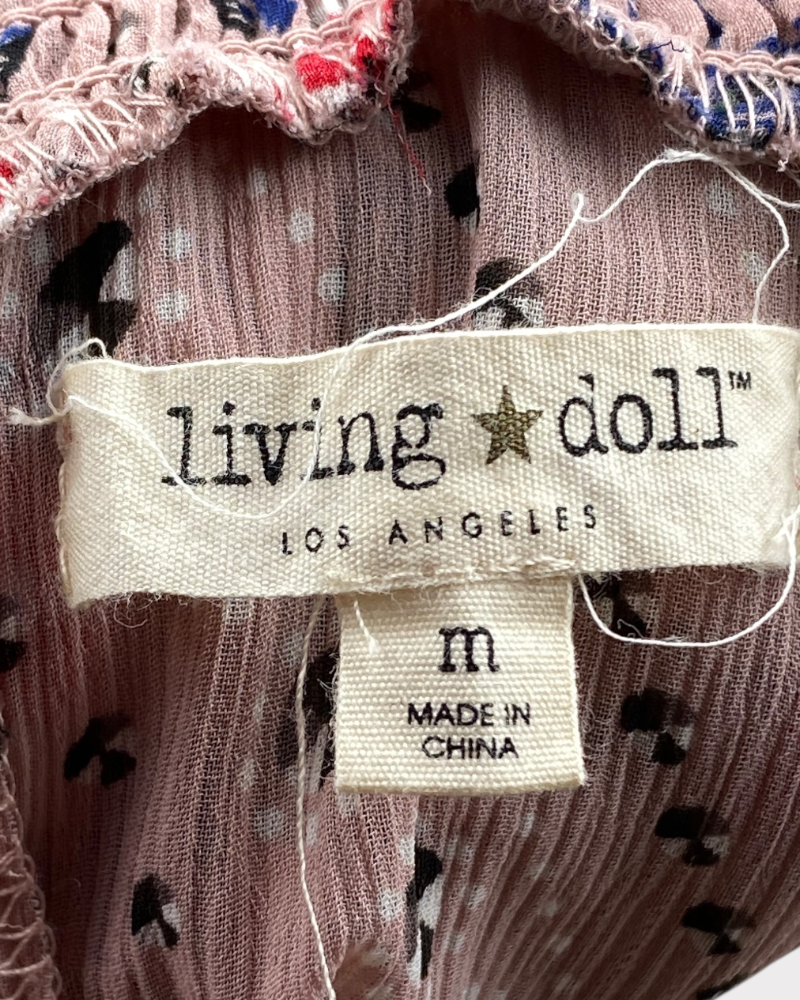 living ★ doll™
LOS ANGELES
m
MADE IN
CHINA